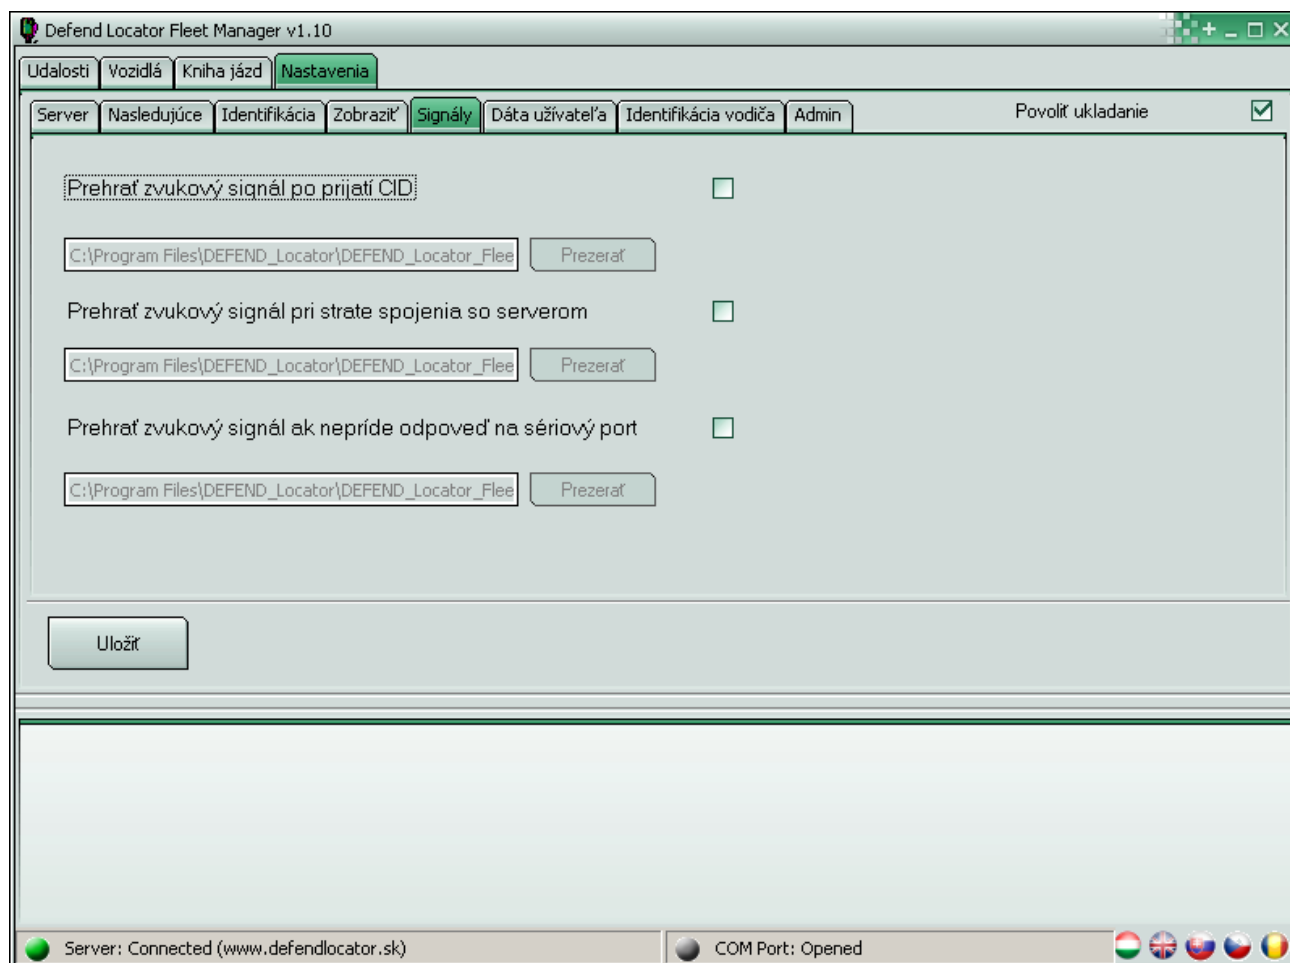 Defend Locator Fleet Manager v1.10
Udalosti Vozidlá Kniha jázd Nastavenia
Server Nasledujúce Identifikácia Zobraziť Signály Dáta užívateľa Identifikácia vodiča Admin Povoliť ukladanie
Prehrať zvukový signál po prijatí CID
C:\Program Files\DEFEND_Locator\DEFEND_Locator_Flee Prezerať
Prehrať zvukový signál pri strate spojenia so serverom
C:\Program Files\DEFEND_Locator\DEFEND_Locator_Flee Prezerať
Prehrať zvukový signál ak nepríde odpoveď na sériový port
C:\Program Files\DEFEND_Locator\DEFEND_Locator_Flee Prezerať
Uložiť
Server: Connected (www.defendlocator.sk) COM Port: Opened